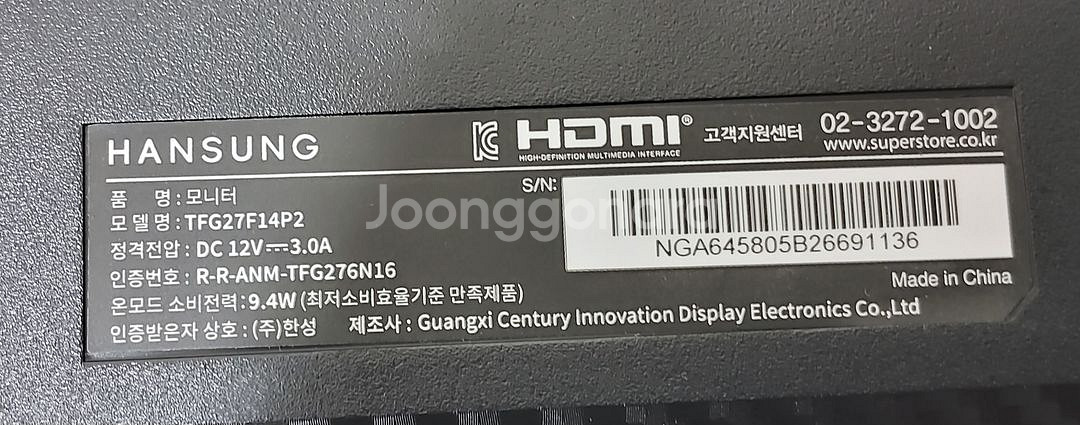 HANSUNG
HDMI®
HIGH-DEFINITION MULTIMEDIA INTERFACE
고객지원센터 02-3272-1002
www.superstore.co.kr
품 명 : 모니터
모델명 : TFG27F14P2
정격전압 : DC 12V⎓3.0A
인증번호 : R-R-ANM-TFG276N16
온모드 소비전력 : 9.4W (최저소비효율기준 만족제품)
인증받은자 상호 : (주)한성 제조사 : Guangxi Century Innovation Display Electronics Co.,Ltd
S/N:
NGA645805B26691136
Made in China
Joonggonara